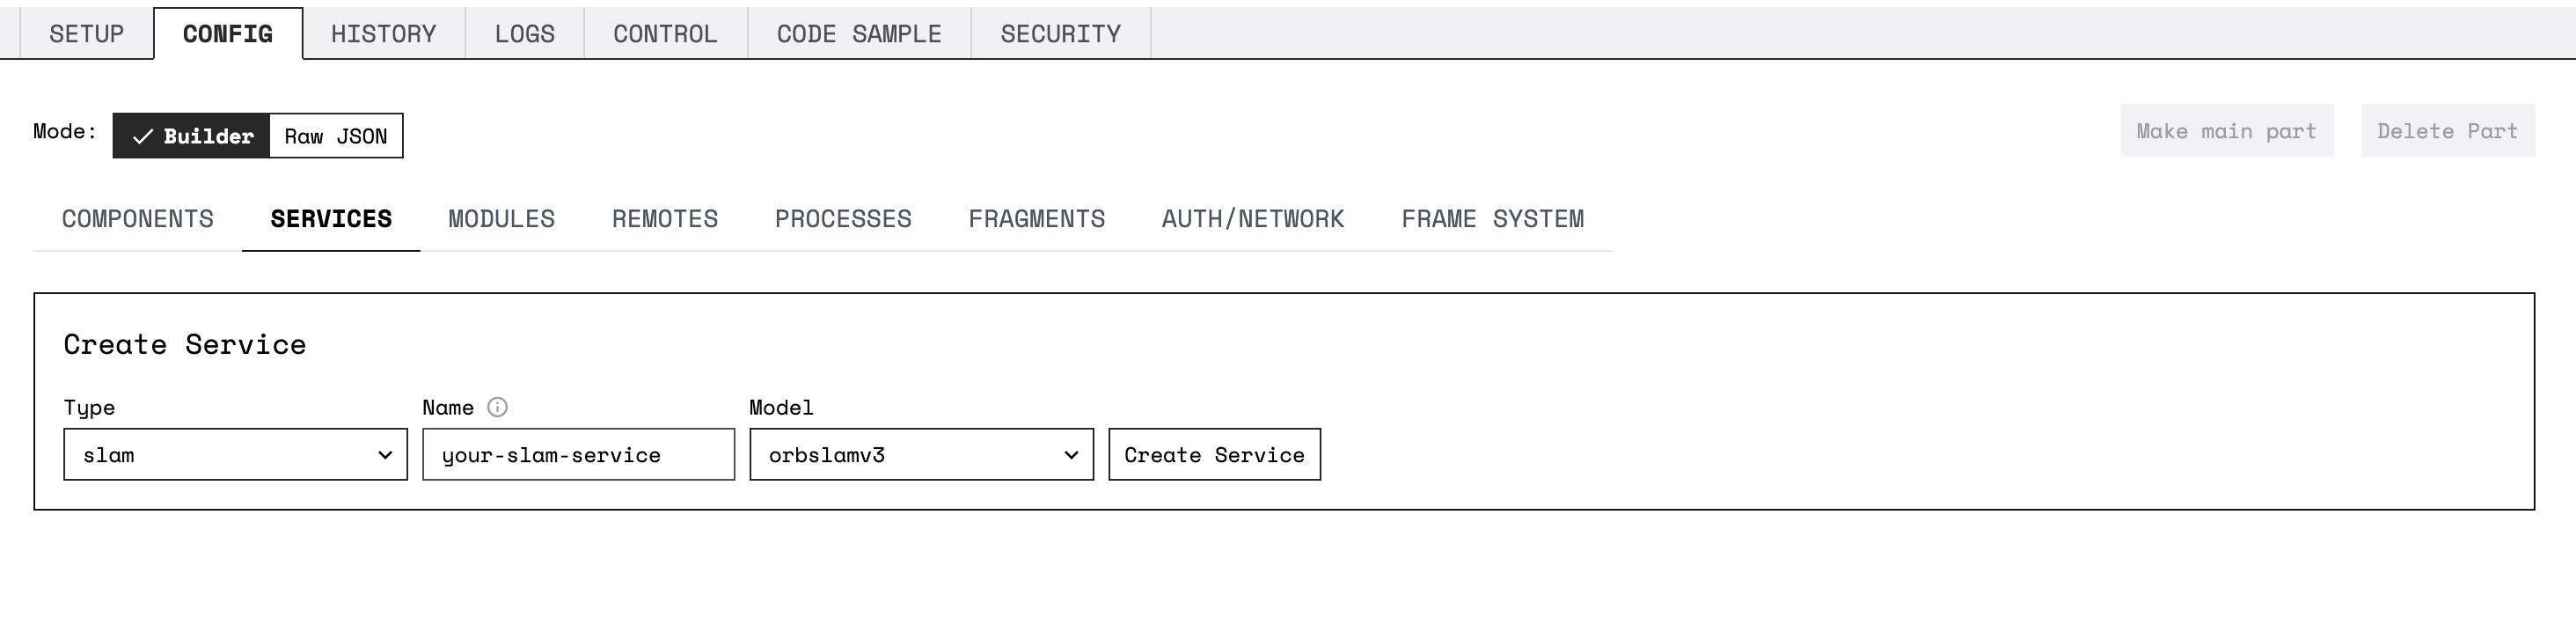 SETUP CONFIG HISTORY LOGS CONTROL CODE SAMPLE SECURITY
Mode: Builder Raw JSON Make main part Delete Part
COMPONENTS SERVICES MODULES REMOTES PROCESSES FRAGMENTS AUTH/NETWORK FRAME SYSTEM
Create Service
Type Name Model
slam your-slam-service orbslamv3 Create Service